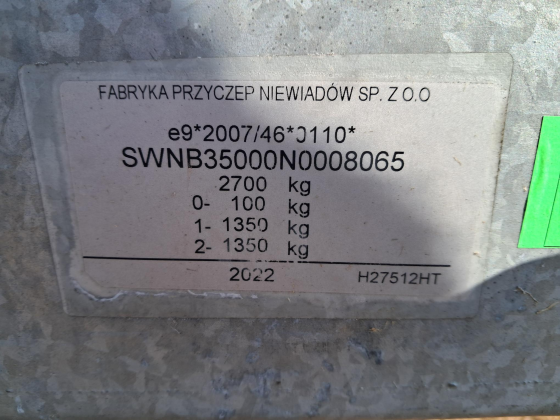 FABRYKA PRZYCZEP NIEWIADÓW SP. Z O.O
e9*2007/46*0110*
SWNB35000N0008065
2700 kg
0- 100 kg
1- 1350 kg
2- 1350 kg
2022 H27512HT